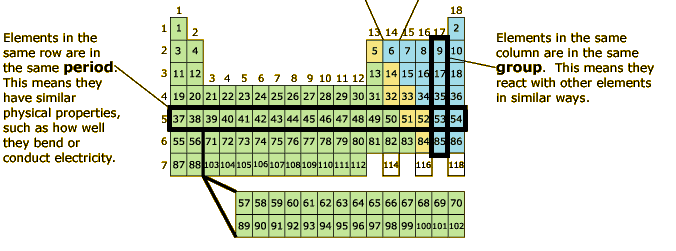 1 18
1 1 2 13 14 15 16 17 2
2 3 4 5 6 7 8 9 10
3 11 12 3 4 5 6 7 8 9 10 11 12 13 14 15 16 17 18
4 19 20 21 22 23 24 25 26 27 28 29 30 31 32 33 34 35 36
5 37 38 39 40 41 42 43 44 45 46 47 48 49 50 51 52 53 54
6 55 56 71 72 73 74 75 76 77 78 79 80 81 82 83 84 85 86
7 87 88 103 104 105 106 107 108 109 110 111 112 114 116 118
57 58 59 60 61 62 63 64 65 66 67 68 69 70
89 90 91 92 93 94 95 96 97 98 99 100 101 102
Elements in the
same row are in
the same period.
This means they
have similar
physical properties,
such as how well
they bend or
conduct electricity.
Elements in the same
column are in the same
group. This means they
react with other elements
in similar ways.